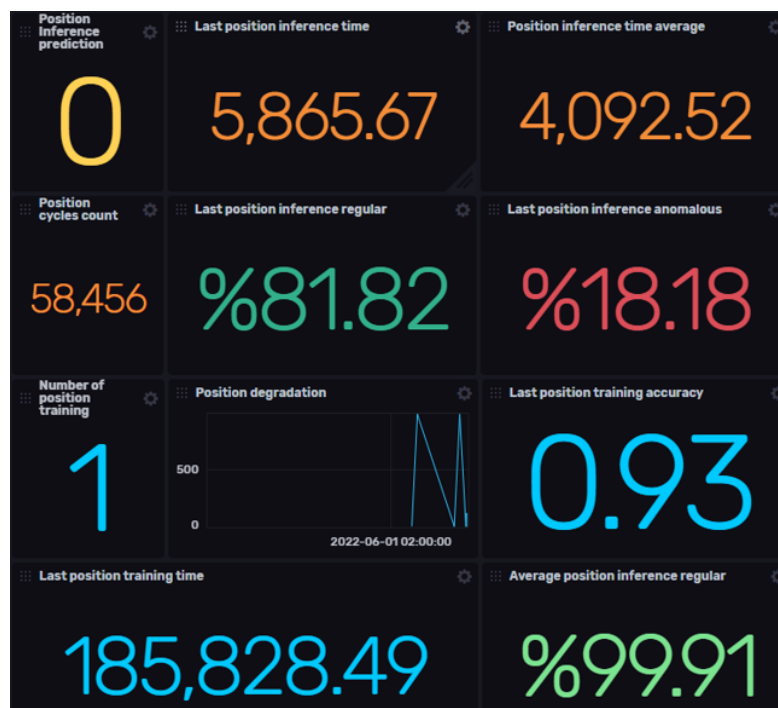 Position
Inference
prediction
Last position inference time
Position inference time average
0
5,865.67
4,092.52
Position
cycles count
Last position inference regular
Last position inference anomalous
58,456
%81.82
%18.18
Number of
position
training
Position degradation
Last position training accuracy
1
500
0
2022-06-01 02:00:00
0.93
Last position training time
Average position inference regular
185,828.49
%99.91